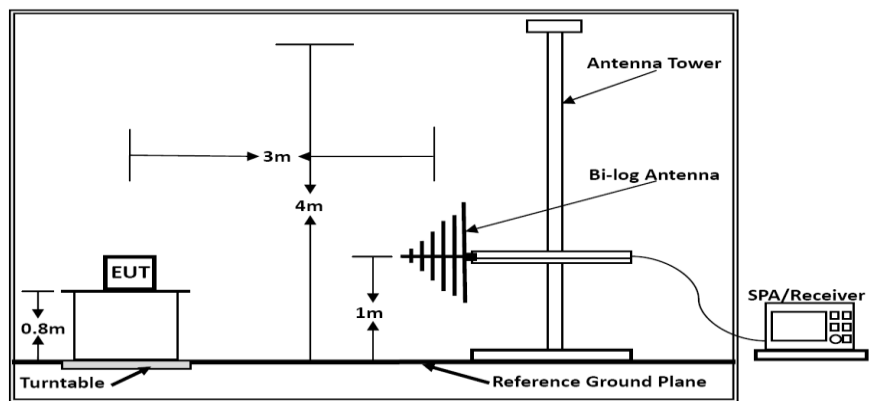 Antenna Tower
3m
Bi-log Antenna
4m
EUT
SPA/Receiver
0.8m
1m
Turntable
Reference Ground Plane